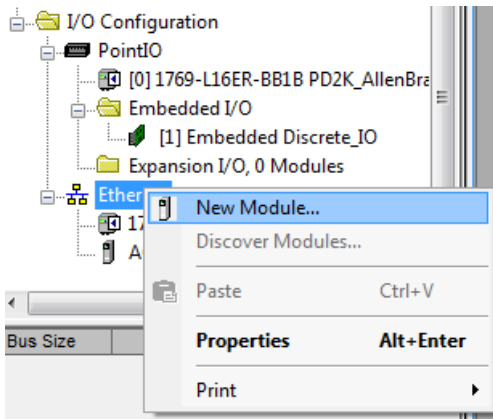 I/O Configuration
PointIO
[0] 1769-L16ER-BB1B PD2K_AllenBra
Embedded I/O
[1] Embedded Discrete_IO
Expansion I/O, 0 Modules
Ether
New Module...
17
Discover Modules...
A
Paste Ctrl+V
Bus Size
Properties Alt+Enter
Print